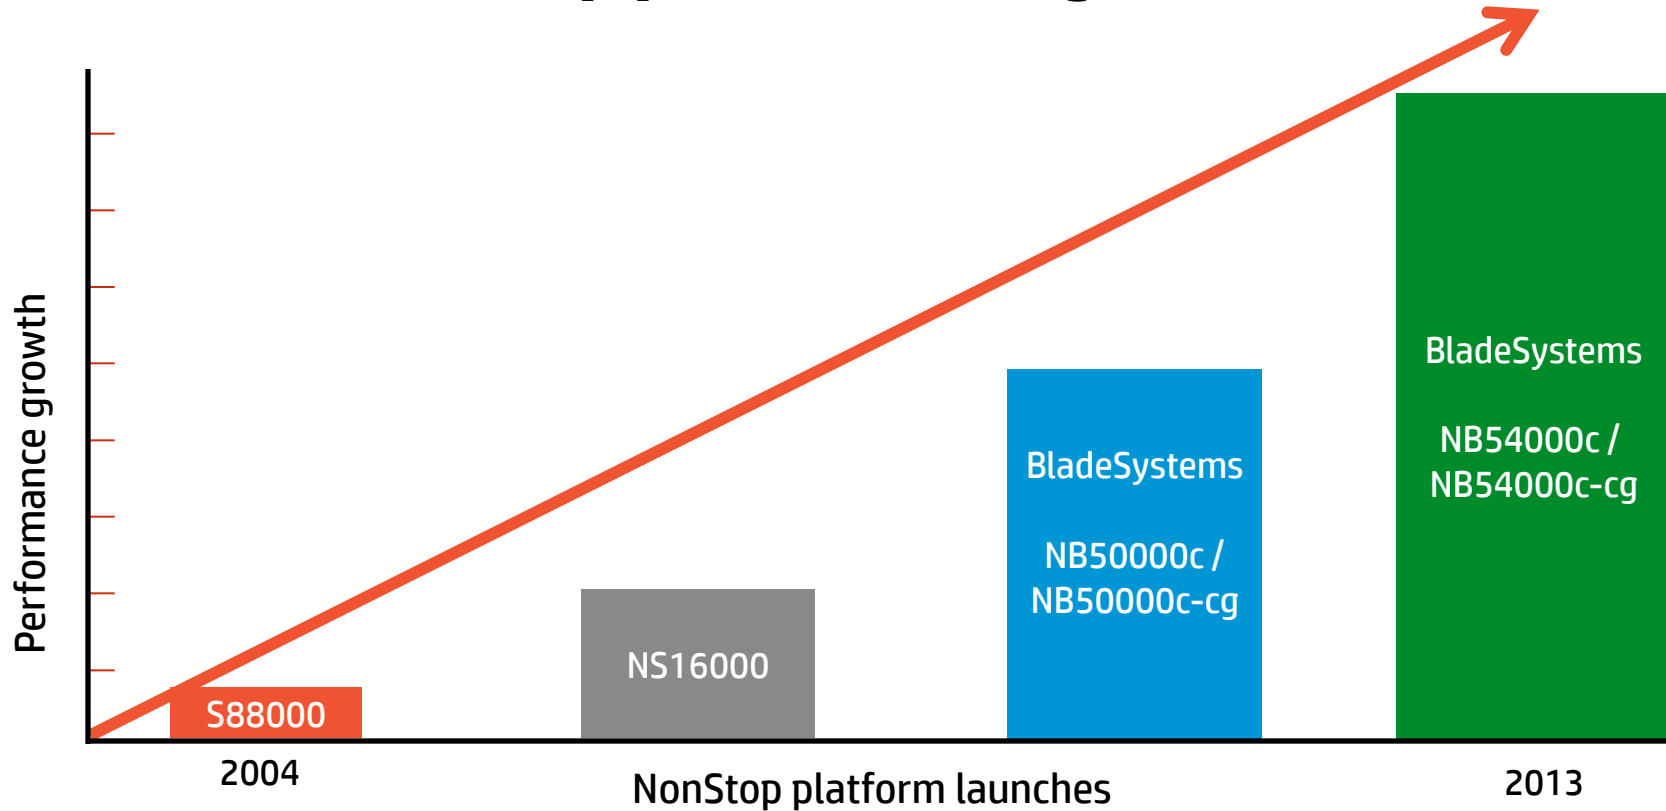 Performance growth
S88000
NS16000
BladeSystems
NB50000c /
NB50000c-cg
BladeSystems
NB54000c /
NB54000c-cg
2004
NonStop platform launches
2013